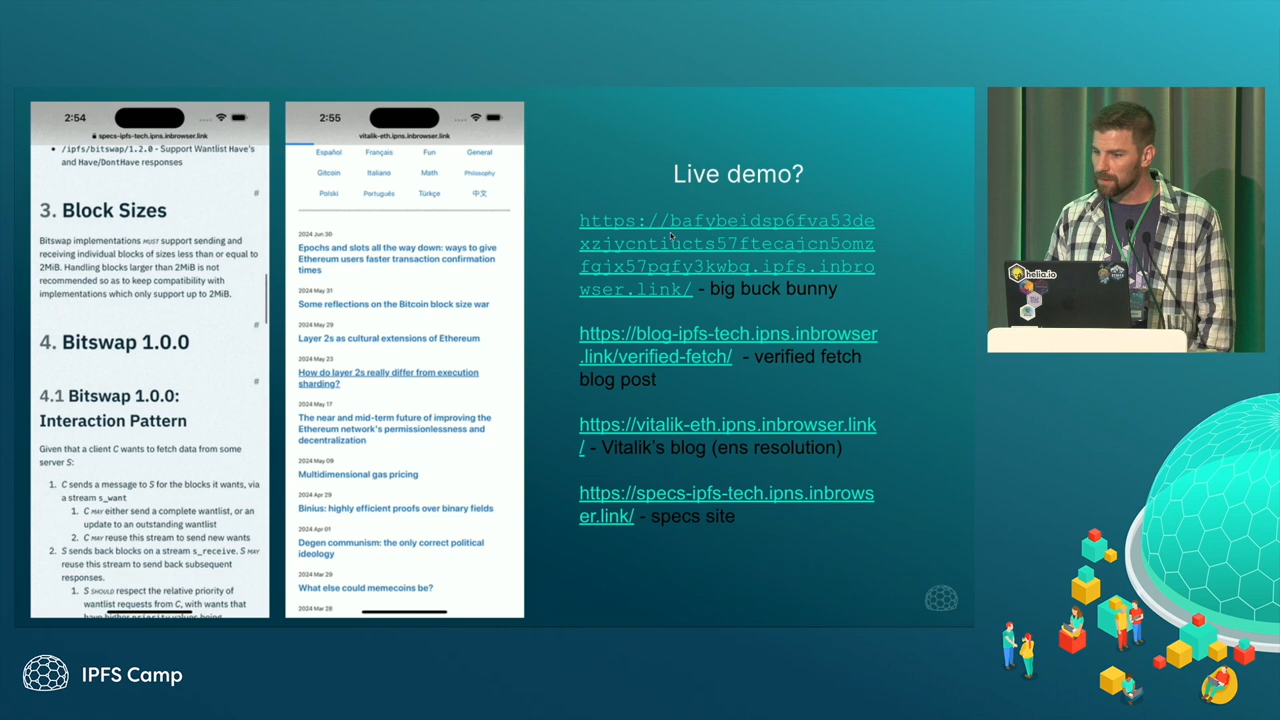 2:54
specs-ipfs-tech.ipns.inbrowser.link
/ipfs/bitswap/1.2.0 - Support Wantlist Have's
and Have/DontHave responses
#
3. Block Sizes
Bitswap implementations MUST support sending and
receiving individual blocks of sizes less than or equal to
2MiB. Handling blocks larger than 2MiB is not
recommended so as to keep compatibility with
implementations which only support up to 2MiB.
#
4. Bitswap 1.0.0
#
4.1 Bitswap 1.0.0:
Interaction Pattern
Given that a client C wants to fetch data from some
server S:
1. C sends a message to S for the blocks it wants, via
a stream s_want
1. C MAY either send a complete wantlist, or an
update to an outstanding wantlist
2. C MAY reuse this stream to send new wants
2. S sends back blocks on a stream s_receive. S MAY
reuse this stream to send back subsequent
responses.
1. S SHOULD respect the relative priority of
wantlist requests from C, with wants that
have higher priority values being
2:55
vitalik-eth.ipns.inbrowser.link
Español Français Fun General
Gitcoin Italiano Math Philosophy
Polski Português Türkçe 中文
2024 Jun 30
Epochs and slots all the way down: ways to give
Ethereum users faster transaction confirmation
times
2024 May 31
Some reflections on the Bitcoin block size war
2024 May 29
Layer 2s as cultural extensions of Ethereum
2024 May 23
How do layer 2s really differ from execution
sharding?
2024 May 17
The near and mid-term future of improving the
Ethereum network's permissionlessness and
decentralization
2024 May 09
Multidimensional gas pricing
2024 Apr 29
Binius: highly efficient proofs over binary fields
2024 Apr 01
Degen communism: the only correct political
ideology
2024 Mar 29
What else could memecoins be?
2024 Mar 28
Live demo?
https://bafybeidsp6fva53de
xzjycntiucts57ftecajcn5omz
fgjx57pqfy3kwbq.ipfs.inbro
wser.link/ - big buck bunny
https://blog-ipfs-tech.ipns.inbrowser
.link/verified-fetch/ - verified fetch
blog post
https://vitalik-eth.ipns.inbrowser.link
/ - Vitalik's blog (ens resolution)
https://specs-ipfs-tech.ipns.inbrows
er.link/ - specs site
helia.io
IPFS Camp